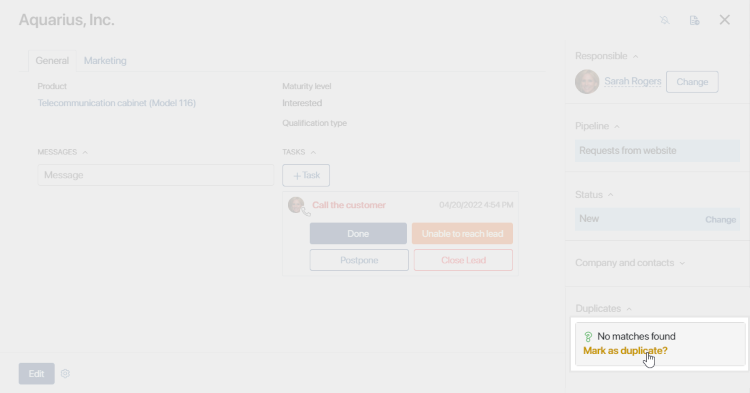 Aquarius, Inc.
General
Marketing
Product
Telecommunication cabinet (Model 116)
Maturity level
Interested
Qualification type
MESSAGES
Message
TASKS
+Task
Call the customer
04/20/2022 4:54 PM
Done
Unable to reach lead
Postpone
Close Lead
Edit
Responsible
Sarah Rogers
Change
Pipeline
Requests from website
Status
New
Change
Company and contacts
Duplicates
No matches found
Mark as duplicate?